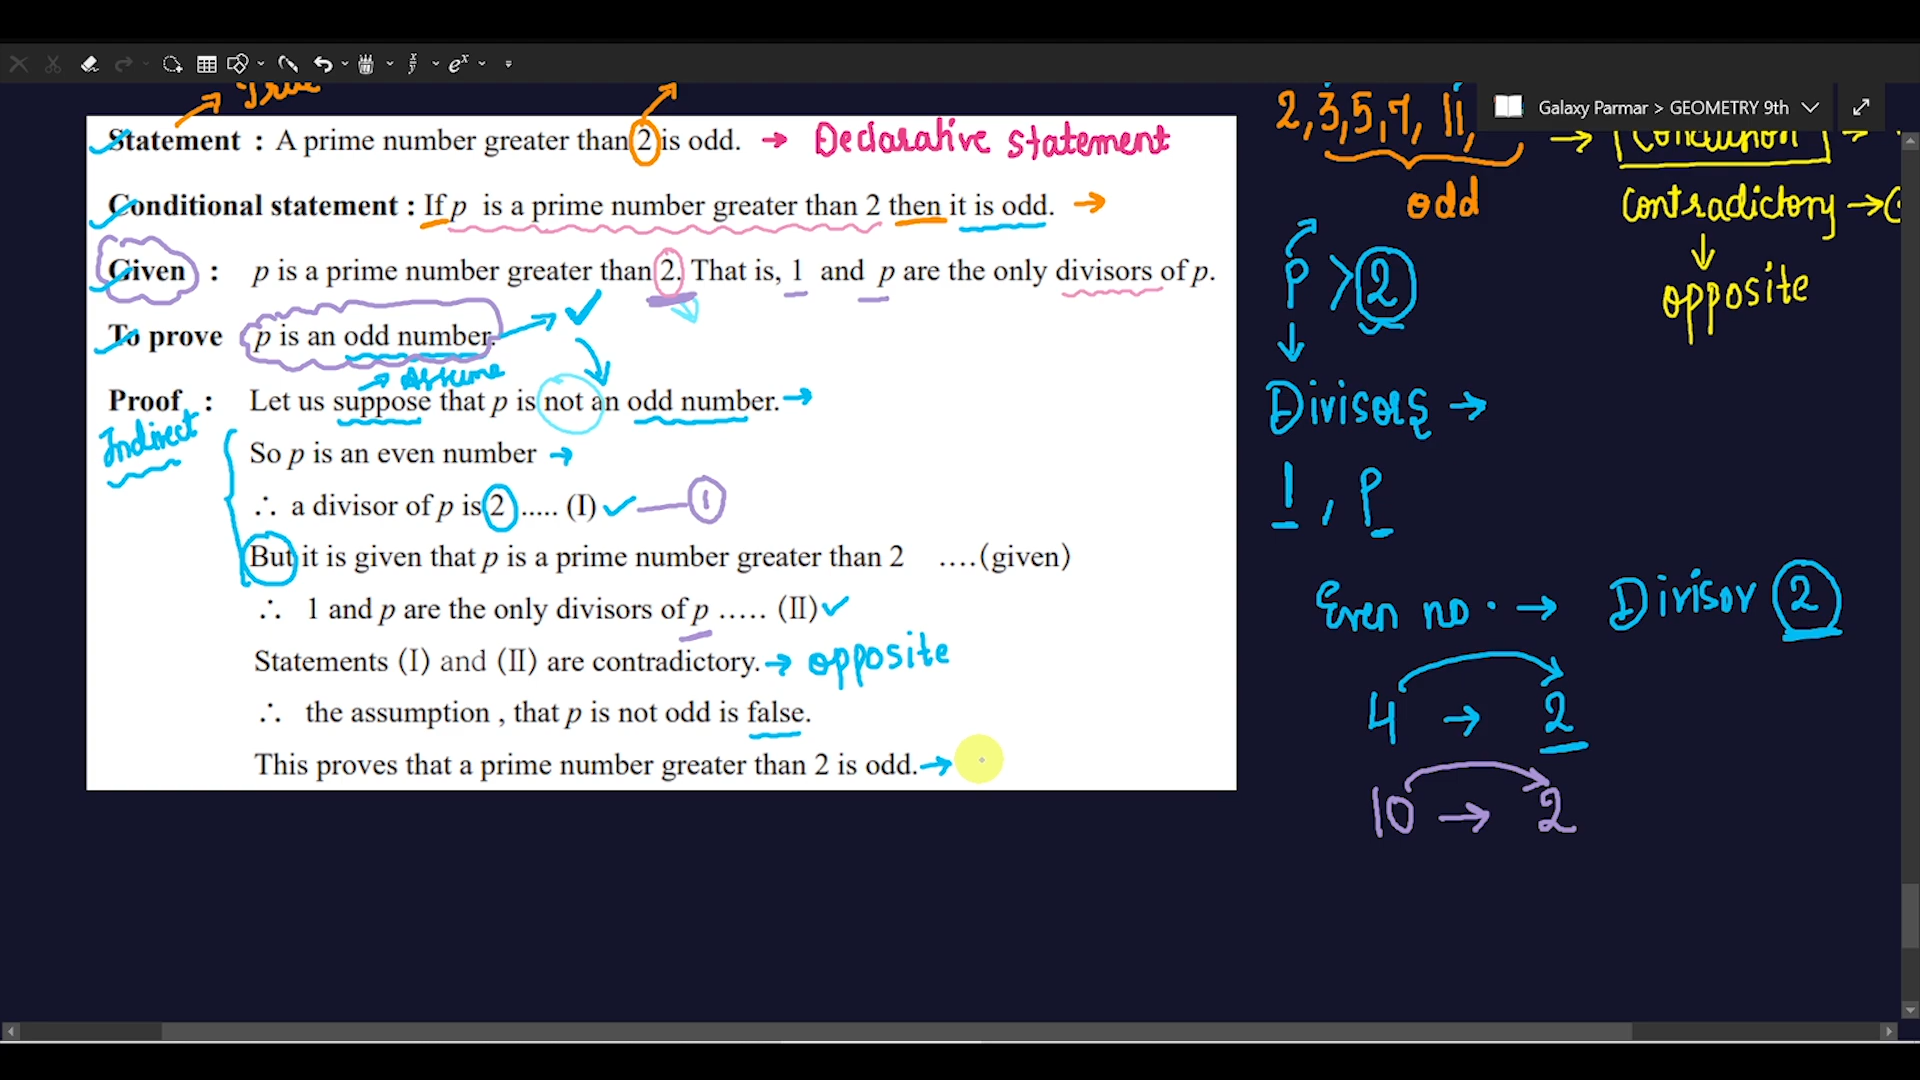 True
Galaxy Parmar > GEOMETRY 9th
Statement : A prime number greater than 2 is odd. → Declarative statement
Conditional statement : If p is a prime number greater than 2 then it is odd. →
Given : p is a prime number greater than 2. That is, 1 and p are the only divisors of p.
To prove p is an odd number.
→ Assume
Proof : Let us suppose that p is not an odd number. →
Indirect
So p is an even number →
∴ a divisor of p is 2 ..... (I) ✓ 1
But it is given that p is a prime number greater than 2 ....(given)
∴ 1 and p are the only divisors of p ..... (II) ✓
Statements (I) and (II) are contradictory. → opposite
∴ the assumption , that p is not odd is false.
This proves that a prime number greater than 2 is odd. →
2, 3, 5, 7, 11,
odd
p > 2
↓
Divisors →
1 , p
Even no. → Divisor 2
4 → 2
10 → 2
→ Conclusion →
contradictory →
↓
opposite